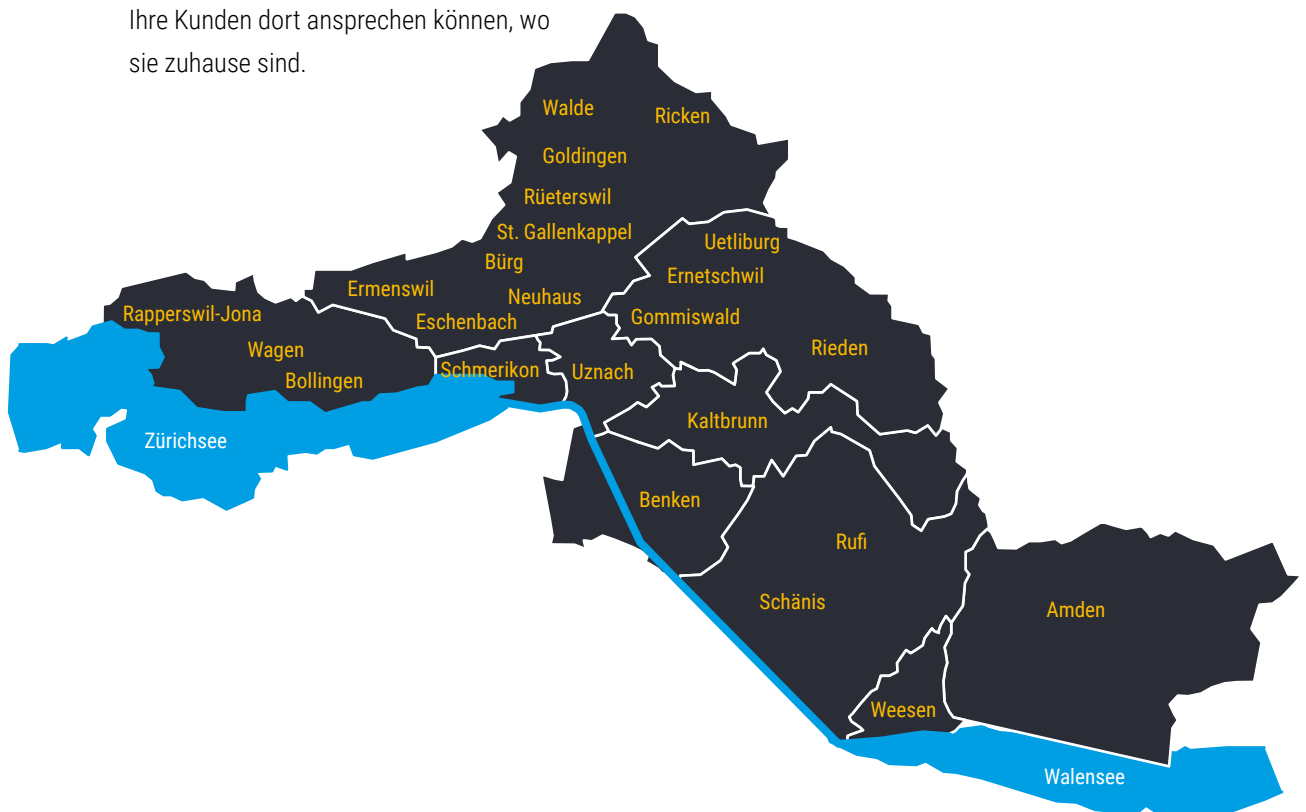 Ihre Kunden dort ansprechen können, wo
sie zuhause sind.
Walde
Ricken
Goldingen
Rüeterswil
St. Gallenkappel
Uetliburg
Bürg
Ernetschwil
Ermenswil
Neuhaus
Rapperswil-Jona
Eschenbach
Gommiswald
Wagen
Rieden
Schmerikon
Uznach
Bollingen
Kaltbrunn
Zürichsee
Benken
Rufi
Schänis
Amden
Weesen
Walensee